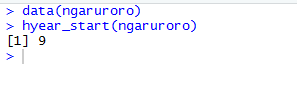 > data(ngaruroro)
> hyear_start(ngaruroro)
[1] 9
>